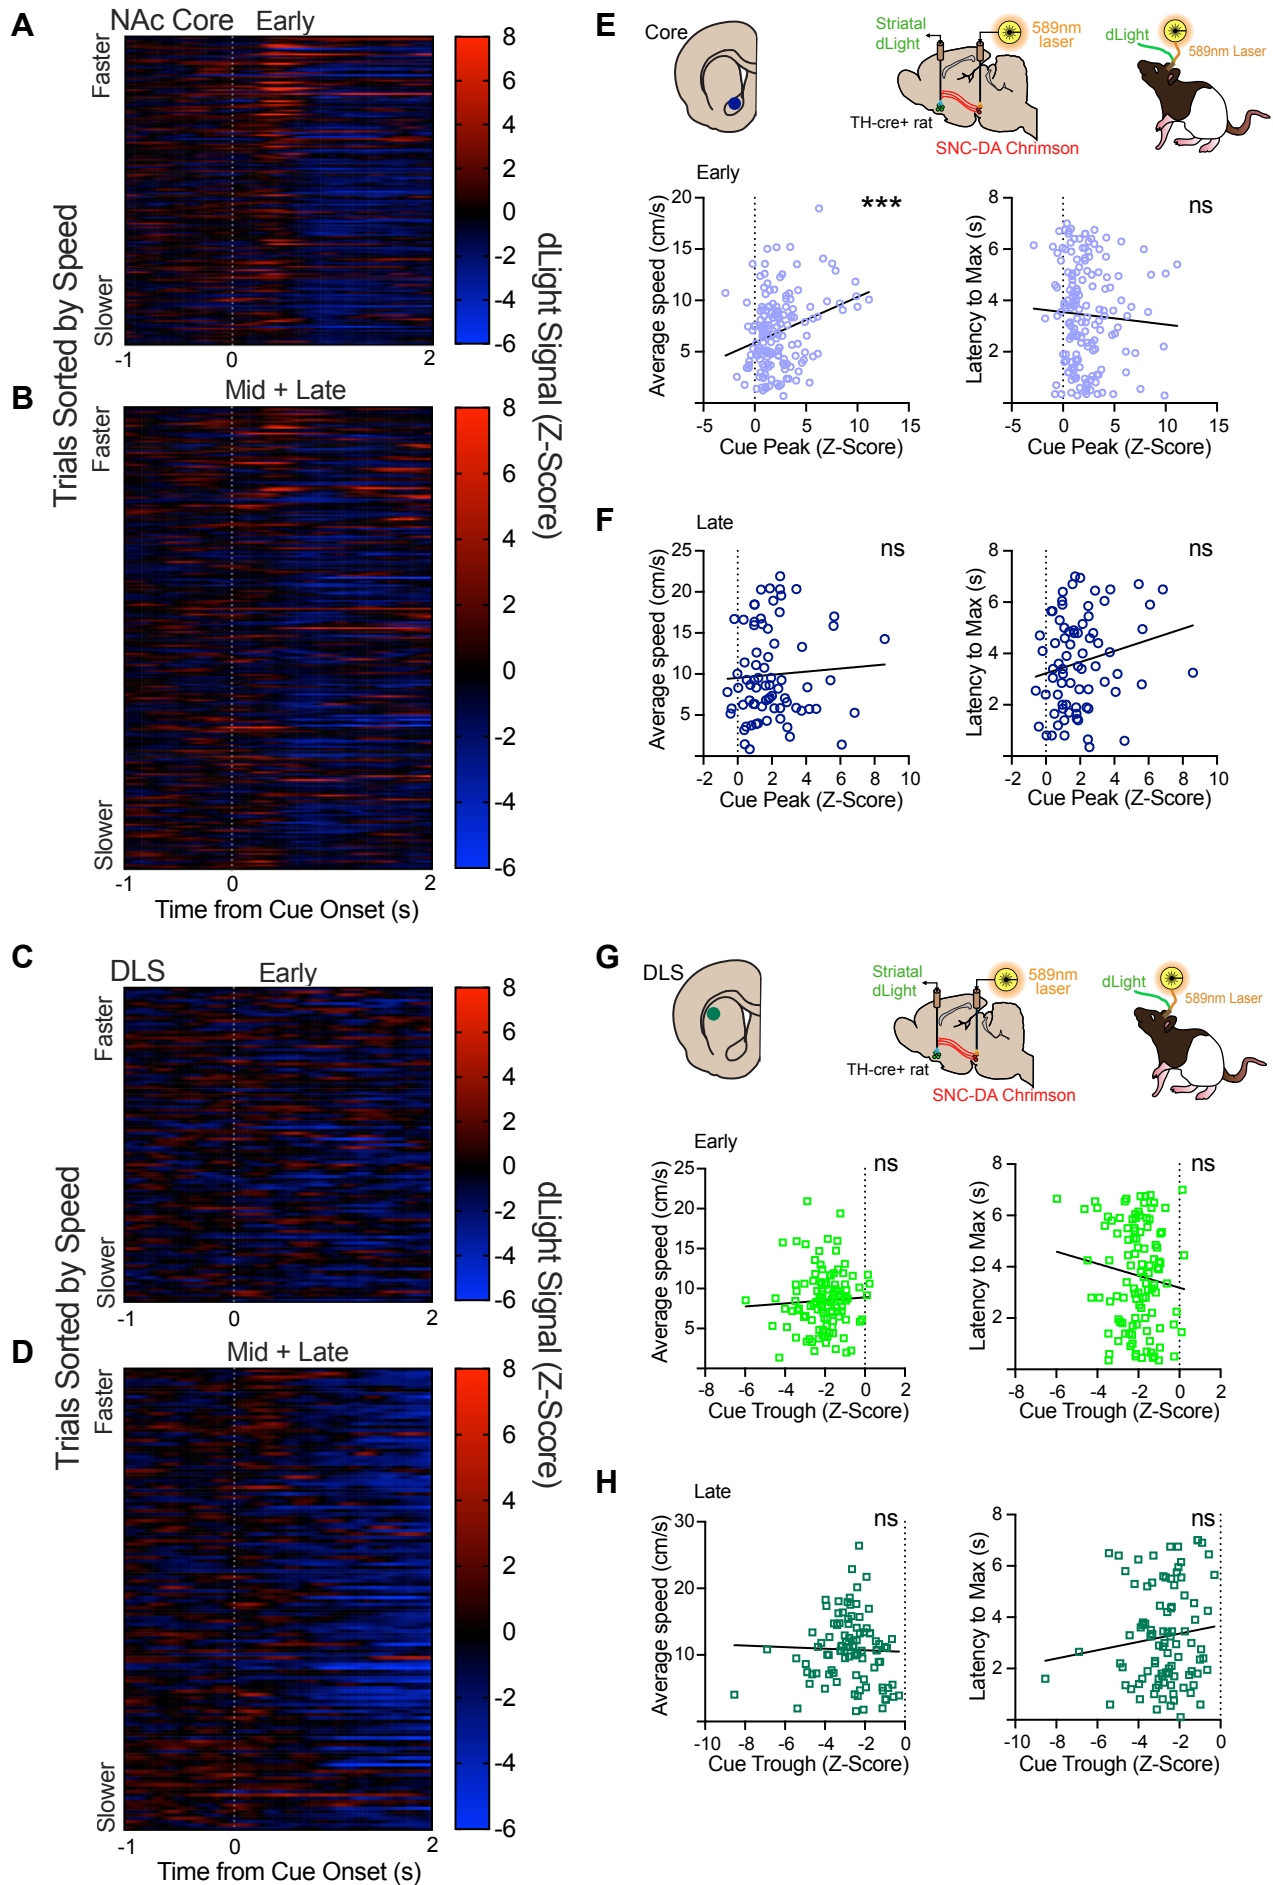 A
NAc Core
Early
Trials Sorted by Speed
Faster
Slower
-1
0
2
8
6
4
2
0
-2
-4
-6
dLight Signal (Z-Score)
B
Mid + Late
Faster
Slower
-1
0
2
Time from Cue Onset (s)
8
6
4
2
0
-2
-4
-6
C
DLS
Early
Trials Sorted by Speed
Faster
Slower
-1
0
2
8
6
4
2
0
-2
-4
-6
dLight Signal (Z-Score)
D
Mid + Late
Faster
Slower
-1
0
2
Time from Cue Onset (s)
8
6
4
2
0
-2
-4
-6
E
Core
Striatal
dLight
589nm
laser
TH-cre+ rat
SNC-DA Chrimson
dLight
589nm Laser
Early
Average speed (cm/s)
20
15
10
5
***
-5
0
5
10
15
Cue Peak (Z-Score)
Latency to Max (s)
8
6
4
2
ns
-5
0
5
10
15
Cue Peak (Z-Score)
F
Late
Average speed (cm/s)
25
20
15
10
5
ns
-2
0
2
4
6
8
10
Cue Peak (Z-Score)
Latency to Max (s)
8
6
4
2
ns
-2
0
2
4
6
8
10
Cue Peak (Z-Score)
G
DLS
Striatal
dLight
589nm
laser
TH-cre+ rat
SNC-DA Chrimson
dLight
589nm Laser
Early
Average speed (cm/s)
25
20
15
10
5
ns
-8
-6
-4
-2
0
2
Cue Trough (Z-Score)
Latency to Max (s)
8
6
4
2
ns
-8
-6
-4
-2
0
2
Cue Trough (Z-Score)
H
Late
Average speed (cm/s)
30
20
10
ns
-10
-8
-6
-4
-2
0
Cue Trough (Z-Score)
Latency to Max (s)
8
6
4
2
ns
-10
-8
-6
-4
-2
0
Cue Trough (Z-Score)